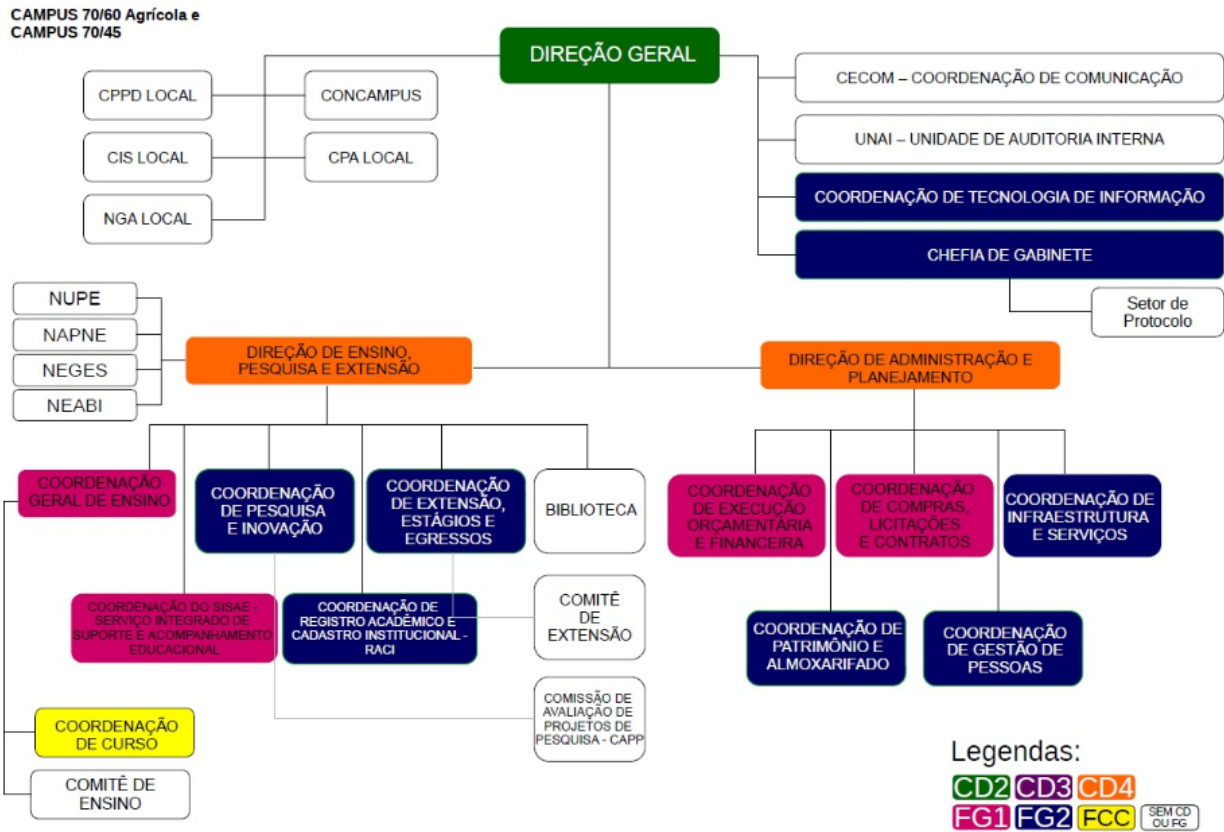 CAMPUS 70/60 Agrícola e
CAMPUS 70/45
DIREÇÃO GERAL
CPPD LOCAL
CONCAMPUS
CIS LOCAL
CPA LOCAL
NGA LOCAL
CECOM – COORDENAÇÃO DE COMUNICAÇÃO
UNAI – UNIDADE DE AUDITORIA INTERNA
COORDENAÇÃO DE TECNOLOGIA DE INFORMAÇÃO
CHEFIA DE GABINETE
Setor de
Protocolo
NUPE
NAPNE
NEGES
NEABI
DIREÇÃO DE ENSINO,
PESQUISA E EXTENSÃO
DIREÇÃO DE ADMINISTRAÇÃO E
PLANEJAMENTO
COORDENAÇÃO
GERAL DE ENSINO
COORDENAÇÃO
DE PESQUISA
E INOVAÇÃO
COORDENAÇÃO
DE EXTENSÃO,
ESTÁGIOS E
EGRESSOS
BIBLIOTECA
COORDENAÇÃO
DE EXECUÇÃO
ORÇAMENTÁRIA
E FINANCEIRA
COORDENAÇÃO
DE COMPRAS,
LICITAÇÕES
E CONTRATOS
COORDENAÇÃO DE
INFRAESTRUTURA
E SERVIÇOS
COORDENAÇÃO DO SISAE -
SERVIÇO INTEGRADO DE
SUPORTE E ACOMPANHAMENTO
EDUCACIONAL
COORDENAÇÃO DE
REGISTRO ACADÊMICO E
CADASTRO INSTITUCIONAL -
RACI
COMITÊ
DE
EXTENSÃO
COORDENAÇÃO DE
PATRIMÔNIO E
ALMOXARIFADO
COORDENAÇÃO
DE GESTÃO DE
PESSOAS
COMISSÃO DE
AVALIAÇÃO DE
PROJETOS DE
PESQUISA - CAPP
COORDENAÇÃO
DE CURSO
COMITÊ DE
ENSINO
Legendas:
CD2 CD3 CD4
FG1 FG2 FCC SEM CD
OU FG